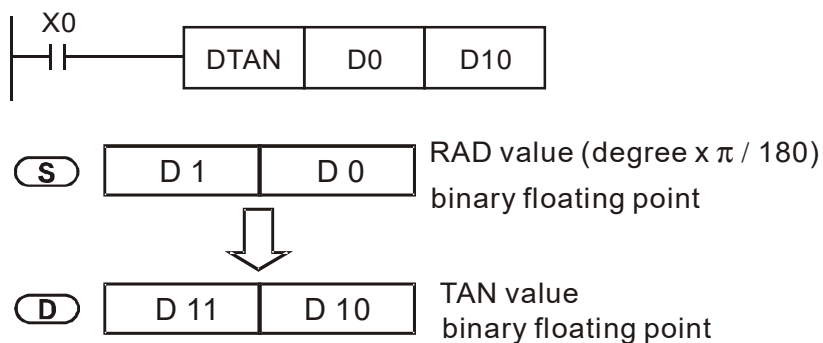 X0
DTAN D0 D10
S D 1 D 0 RAD value (degree x π / 180)
binary floating point
D D 11 D 10 TAN value
binary floating point